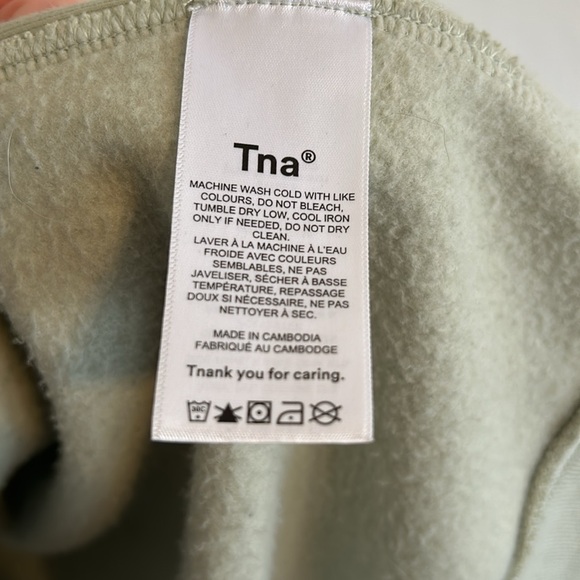 Tna®
MACHINE WASH COLD WITH LIKE
COLOURS, DO NOT BLEACH,
TUMBLE DRY LOW, COOL IRON
ONLY IF NEEDED, DO NOT DRY
CLEAN.
LAVER À LA MACHINE À L'EAU
FROIDE AVEC COULEURS
SEMBLABLES, NE PAS
JAVELISER, SÉCHER À BASSE
TEMPÉRATURE, REPASSAGE
DOUX SI NÉCESSAIRE, NE PAS
NETTOYER À SEC.
MADE IN CAMBODIA
FABRIQUÉ AU CAMBODGE
Tnank you for caring.
30C